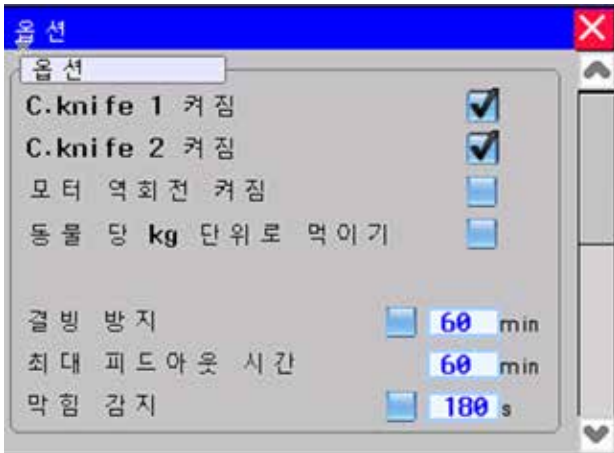 옵션
옵션
C.knife 1 켜짐
C.knife 2 켜짐
모터 역회전 켜짐
동물 당 kg 단위로 먹이기
결빙 방지 60 min
최대 피드아웃 시간 60 min
막힘 감지 180 s